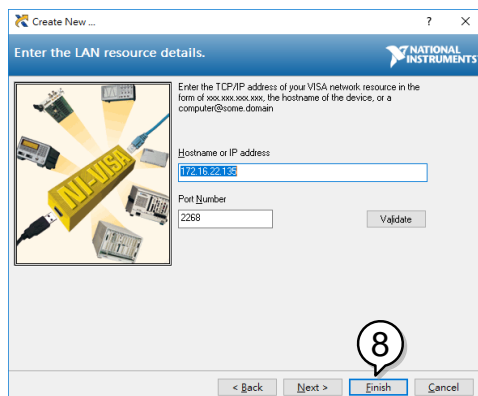 Create New ...
Enter the LAN resource details.
NATIONAL
INSTRUMENTS
Enter the TCP/IP address of your VISA network resource in the
form of xxx.xxx.xxx.xxx, the hostname of the device, or a
computer@some.domain
NI-VISA
Hostname or IP address
172.16.22.135
Port Number
2268
Validate
8
< Back
Next >
Finish
Cancel